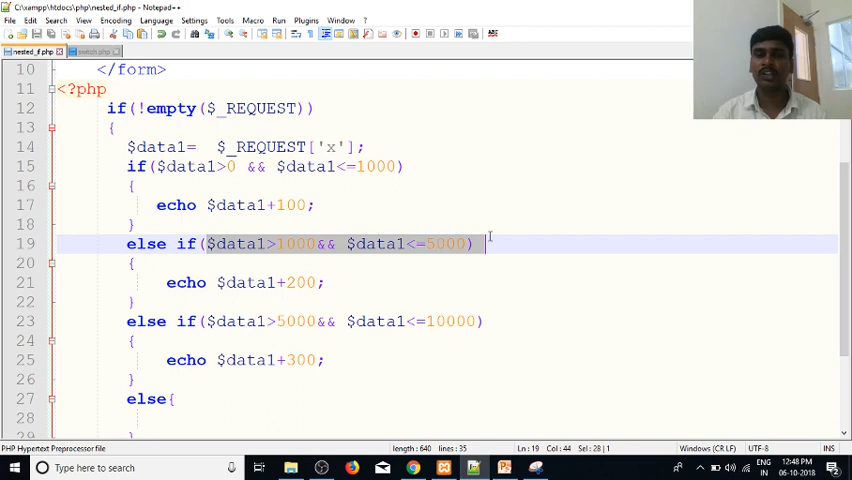 C:\xampp\htdocs\php\nested_if.php - Notepad++
File Edit Search View Encoding Language Settings Tools Macro Run Plugins Window ?
nested_if.php switch.php
10 </form>
11 <?php
12 if(!empty($_REQUEST))
13 {
14 $data1= $_REQUEST['x'];
15 if($data1>0 && $data1<=1000)
16 {
17 echo $data1+100;
18 }
19 else if($data1>1000&& $data1<=5000)
20 {
21 echo $data1+200;
22 }
23 else if($data1>5000&& $data1<=10000)
24 {
25 echo $data1+300;
26 }
27 else{
28
29 }
PHP Hypertext Preprocessor file length : 640 lines : 35 Ln : 19 Col : 44 Sel : 28 | 1 Windows (CR LF) UTF-8 INS
Type here to search
ENG 12:48 PM
IN 06-10-2018